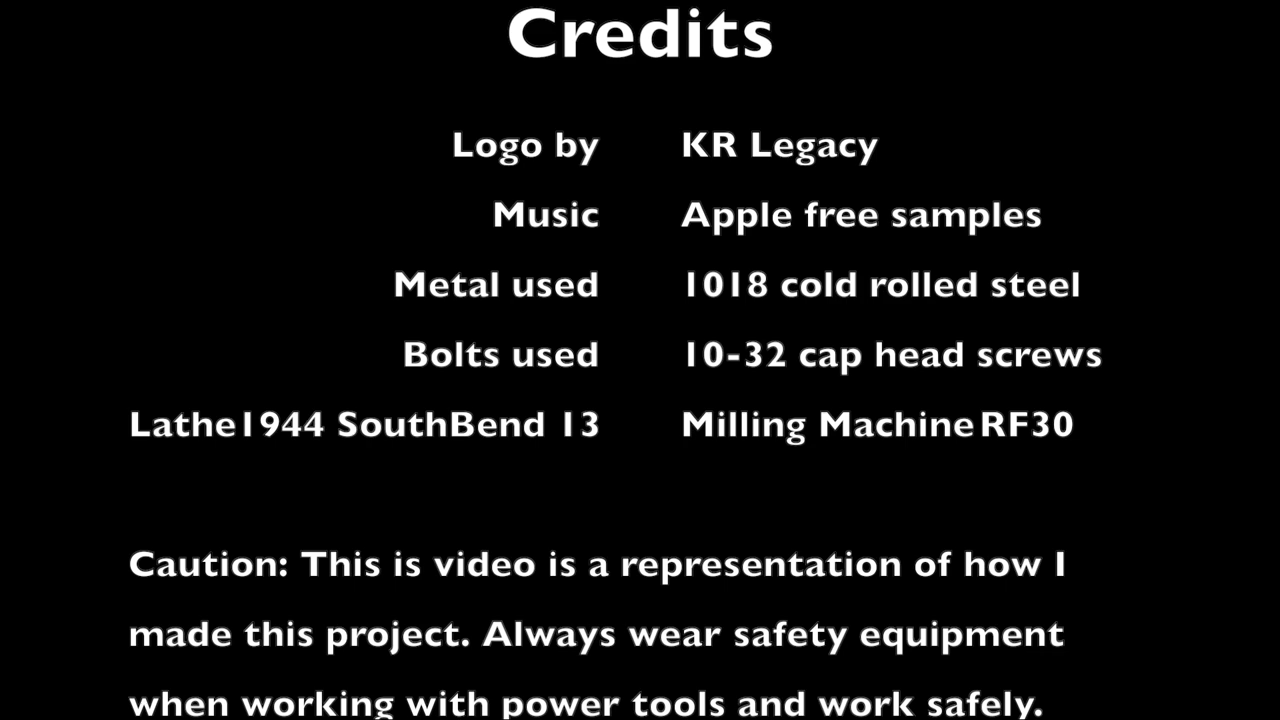 Credits
Logo by KR Legacy
Music Apple free samples
Metal used 1018 cold rolled steel
Bolts used 10-32 cap head screws
Lathe1944 SouthBend 13 Milling Machine RF30
Caution: This is video is a representation of how I
made this project. Always wear safety equipment
when working with power tools and work safely.